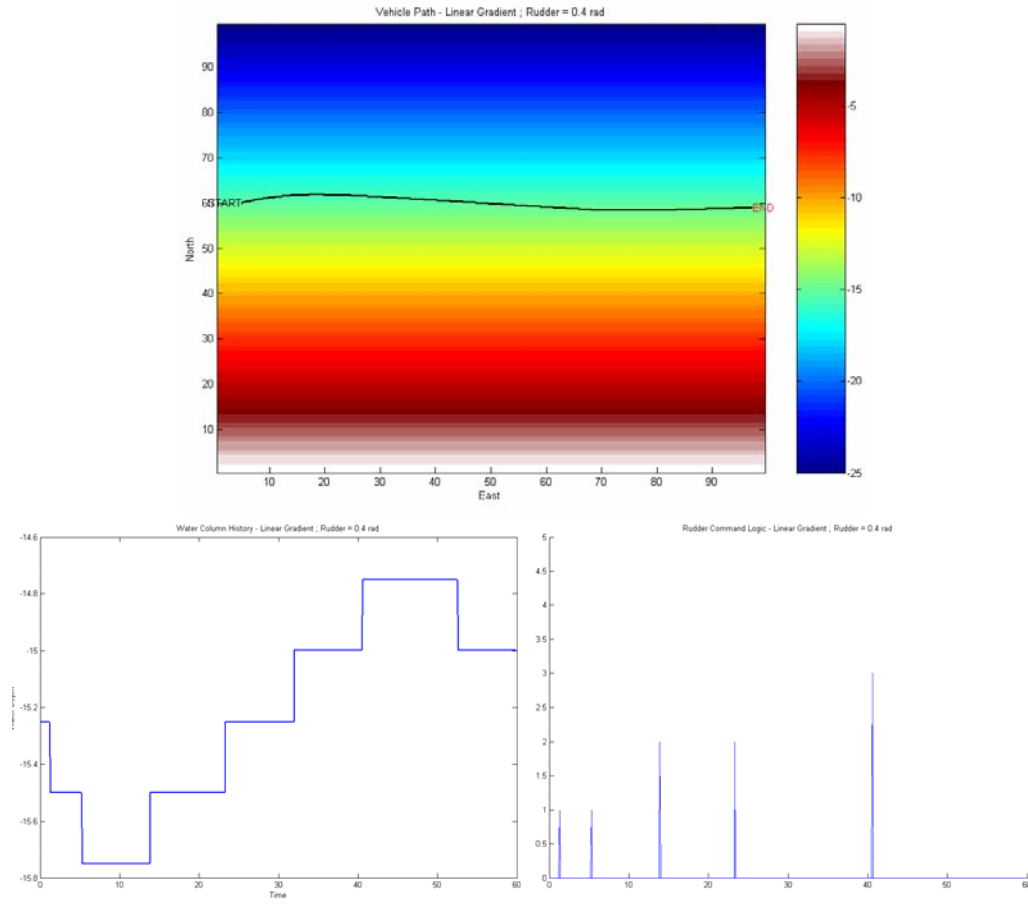 Vehicle Path - Linear Gradient ; Rudder = 0.4 rad
North
90
80
70
START
50
40
30
20
10
END
10 20 30 40 50 60 70 80 90
East
-5
-10
-15
-20
-25
Water Column History - Linear Gradient ; Rudder = 0.4 rad
-14.6
-14.8
-15
-15.2
-15.4
-15.6
-15.8
0 10 20 30 40 50 60
Time
Rudder Command Logic - Linear Gradient ; Rudder = 0.4 rad
5
4.5
4
3.5
3
2.5
2
1.5
1
0.5
0
0 10 20 30 40 50 60